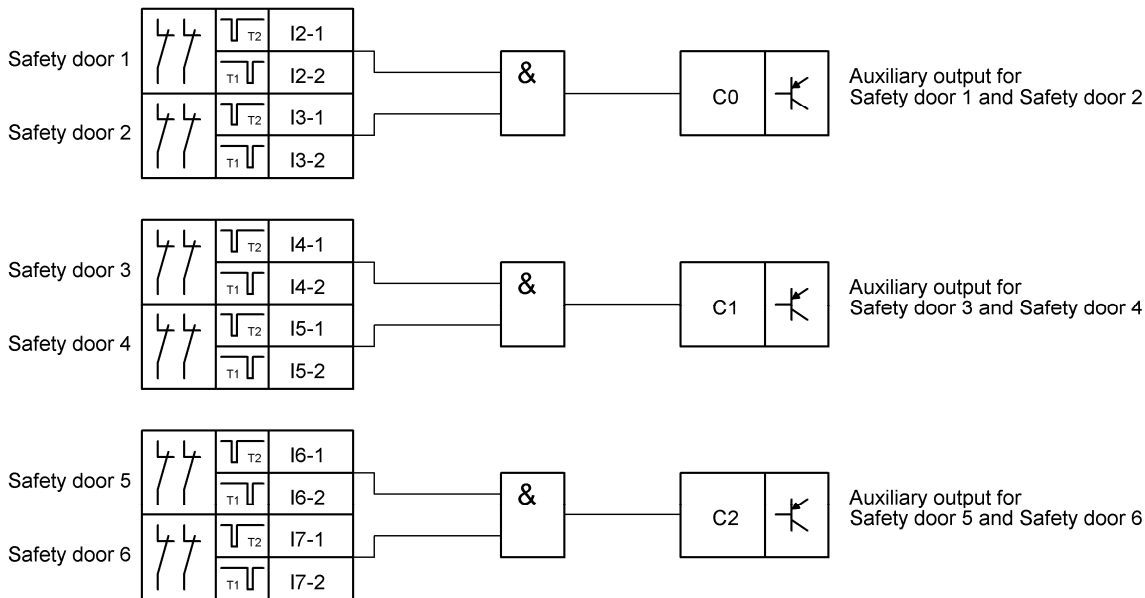 Safety door 1
T2
I2-1
T1
I2-2
Safety door 2
T2
I3-1
T1
I3-2
&
C0
Auxiliary output for
Safety door 1 and Safety door 2
Safety door 3
T2
I4-1
T1
I4-2
Safety door 4
T2
I5-1
T1
I5-2
&
C1
Auxiliary output for
Safety door 3 and Safety door 4
Safety door 5
T2
I6-1
T1
I6-2
Safety door 6
T2
I7-1
T1
I7-2
&
C2
Auxiliary output for
Safety door 5 and Safety door 6